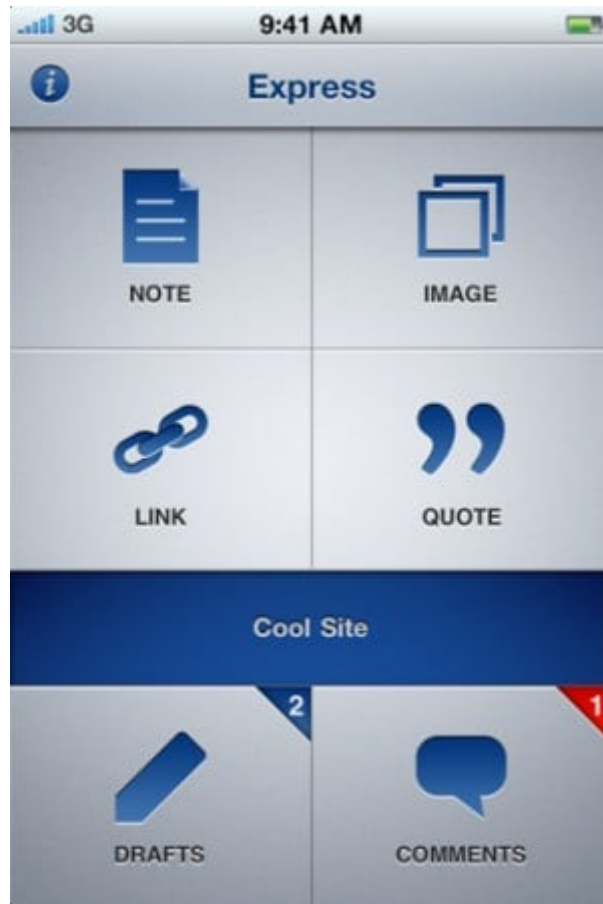 3G 9:41 AM
i Express
NOTE IMAGE
LINK QUOTE
Cool Site
2 1
DRAFTS COMMENTS